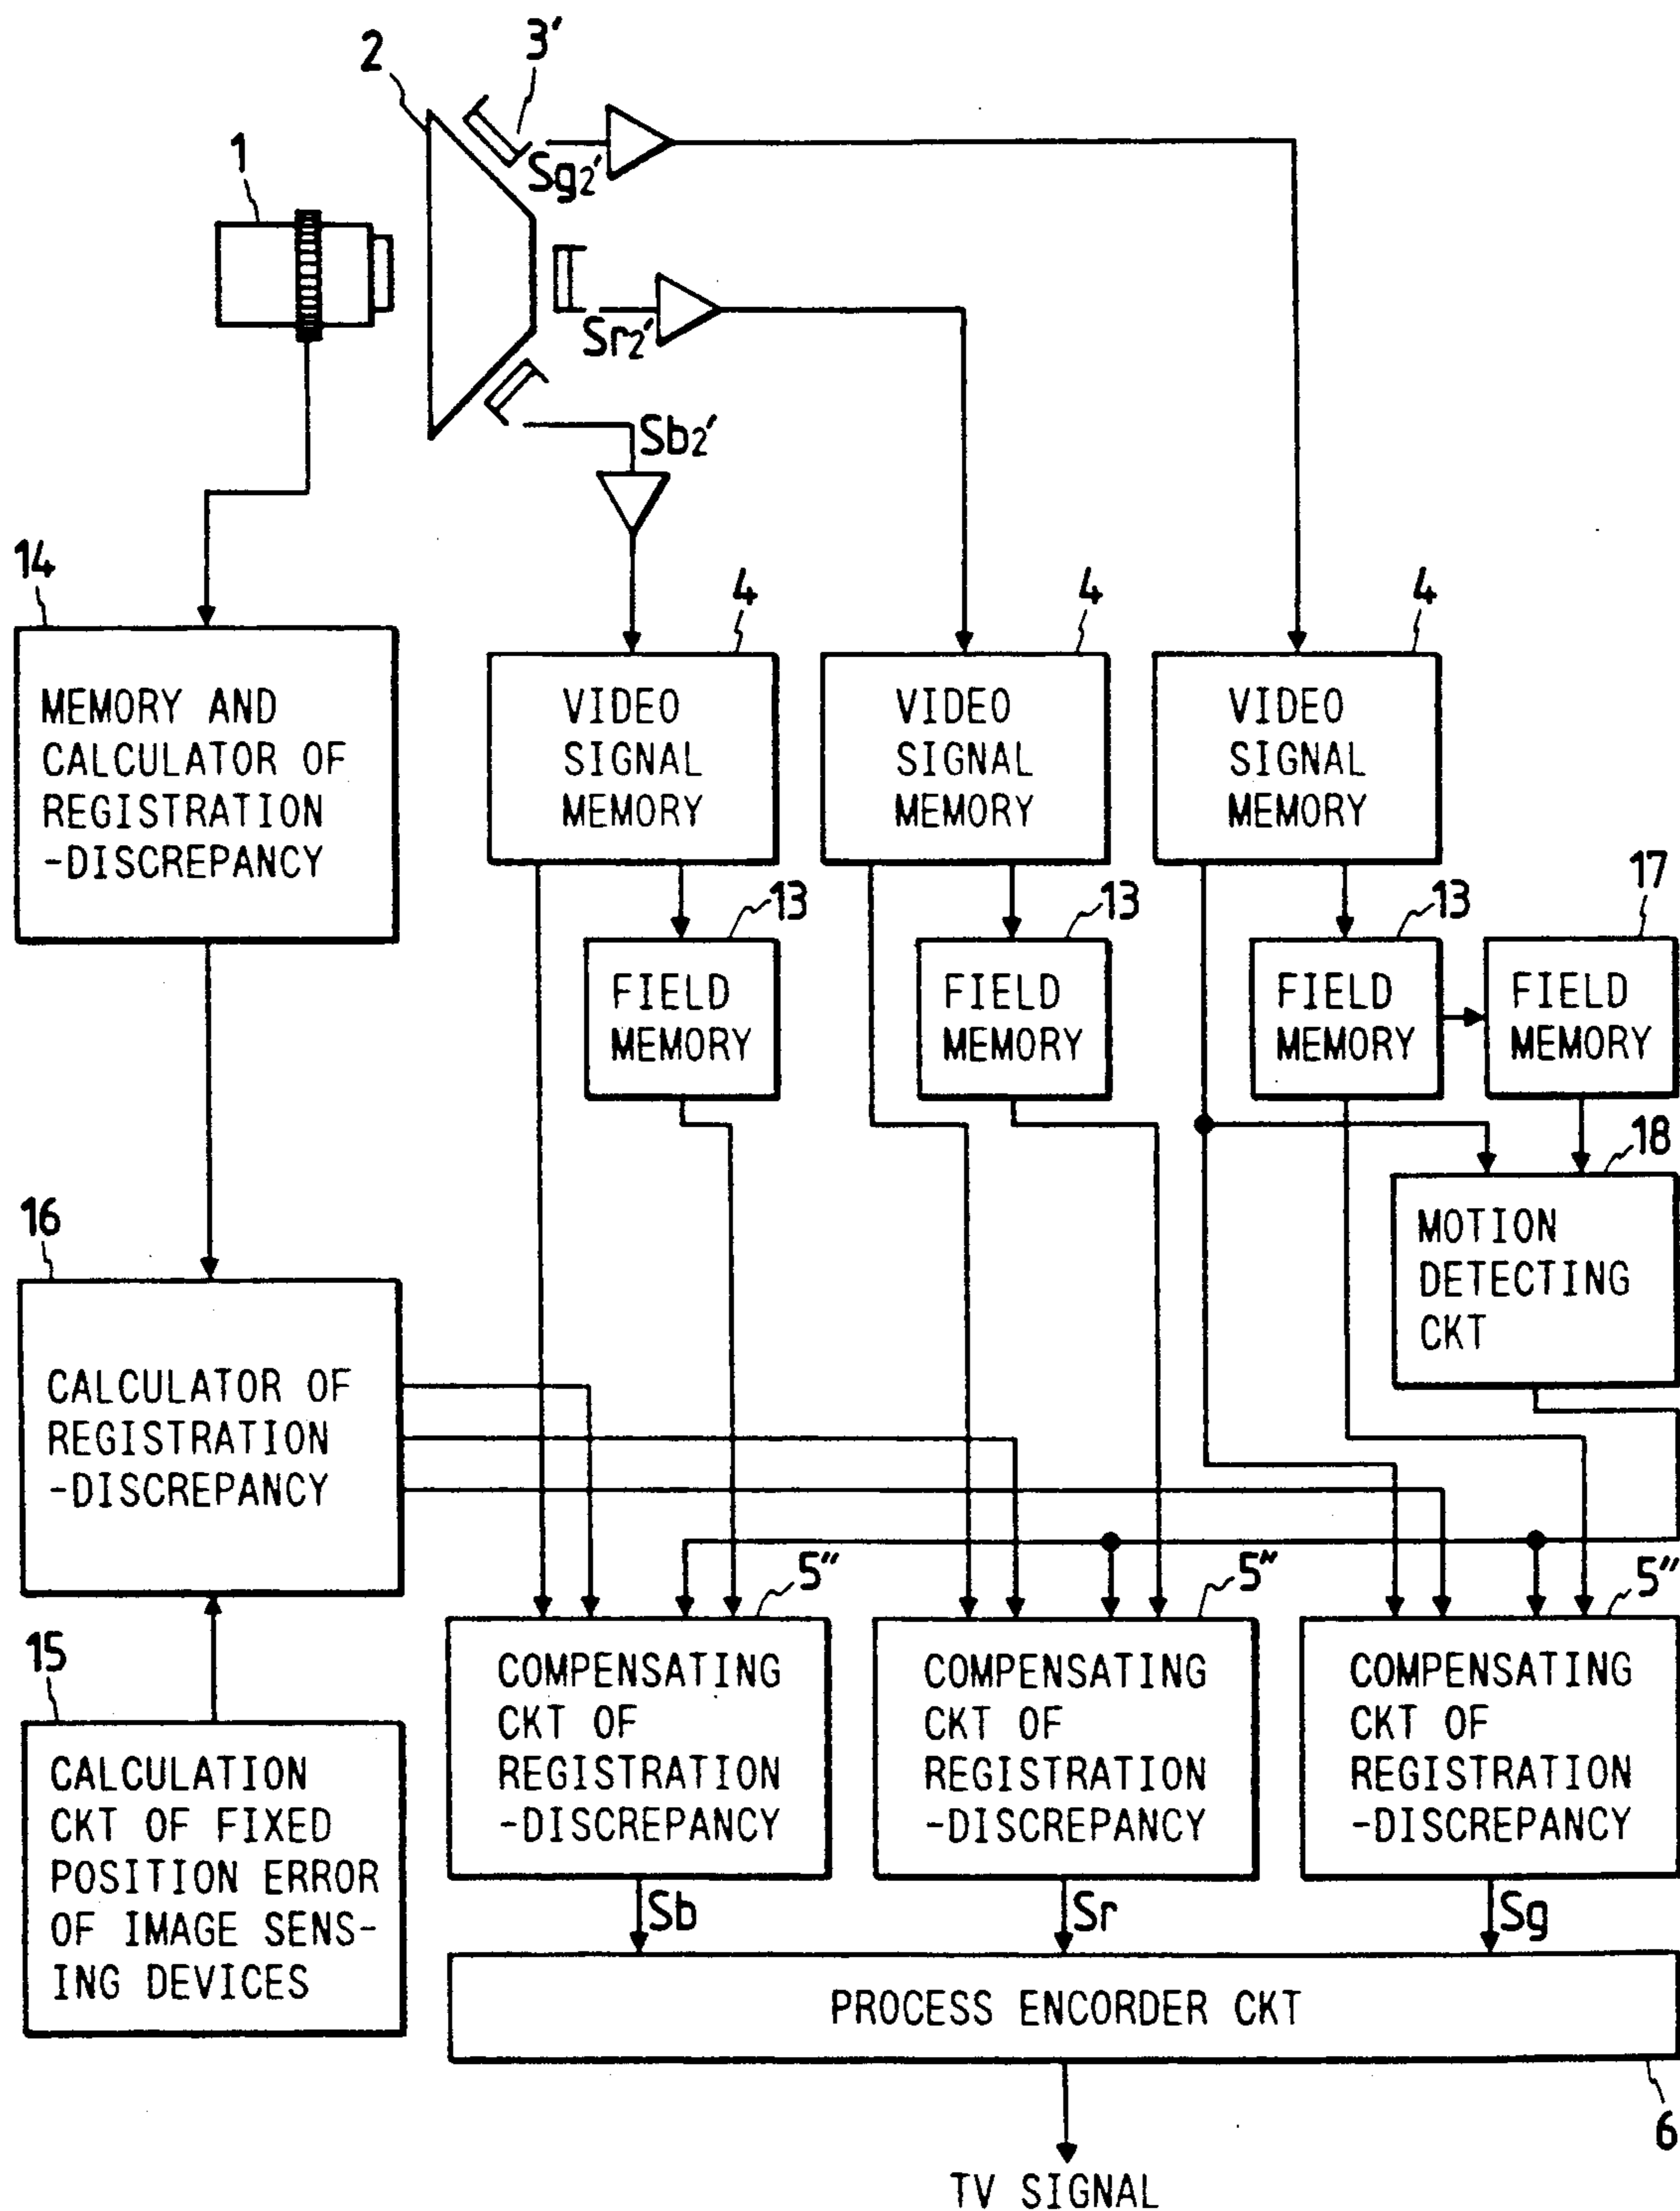 3'
2
1
Sg2'
Sr2'
Sb2'
14
4
4
4
MEMORY AND
CALCULATOR OF
REGISTRATION
-DISCREPANCY
VIDEO
SIGNAL
MEMORY
VIDEO
SIGNAL
MEMORY
VIDEO
SIGNAL
MEMORY
13
13
13
17
FIELD
MEMORY
FIELD
MEMORY
FIELD
MEMORY
FIELD
MEMORY
18
MOTION
DETECTING
CKT
16
CALCULATOR OF
REGISTRATION
-DISCREPANCY
5"
5"
5"
15
CALCULATION
CKT OF FIXED
POSITION ERROR
OF IMAGE SENS-
ING DEVICES
COMPENSATING
CKT OF
REGISTRATION
-DISCREPANCY
COMPENSATING
CKT OF
REGISTRATION
-DISCREPANCY
COMPENSATING
CKT OF
REGISTRATION
-DISCREPANCY
Sb
Sr
Sg
PROCESS ENCORDER CKT
6
TV SIGNAL